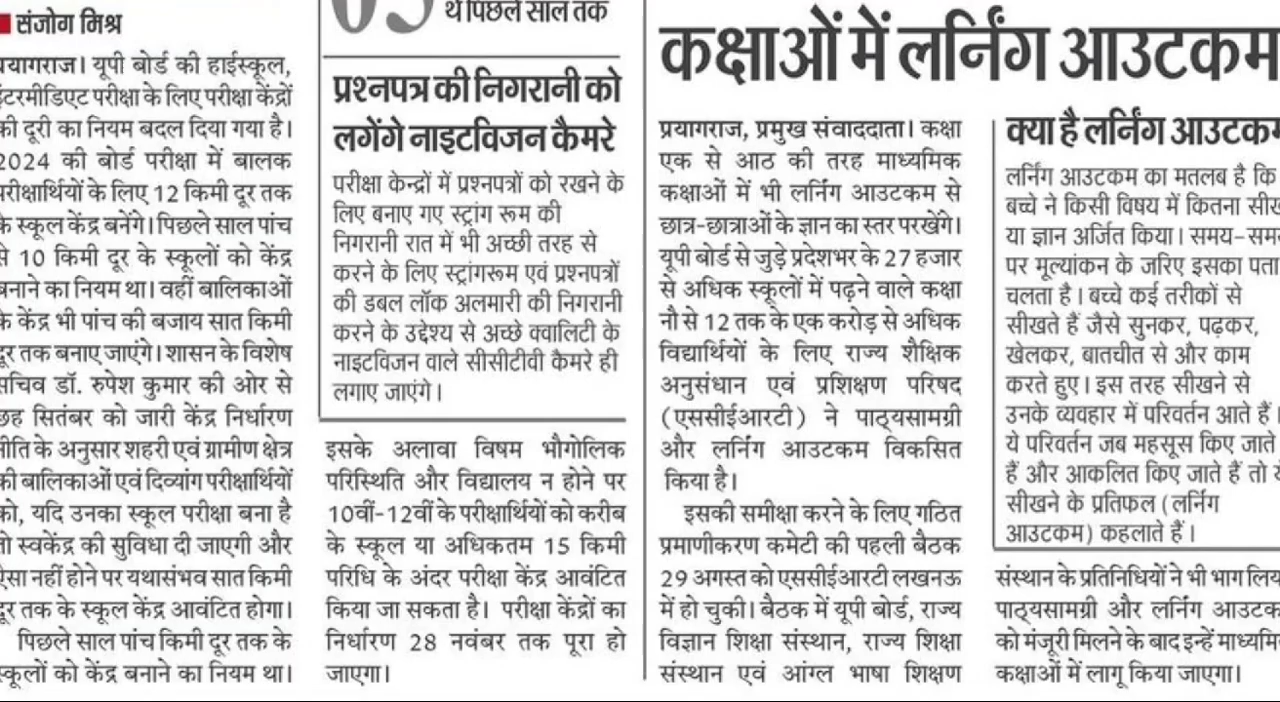 संजोग मिश्र
प्रयागराज। यूपी बोर्ड की हाईस्कूल,
इंटरमीडिएट परीक्षा के लिए परीक्षा केंद्रों
की दूरी का नियम बदल दिया गया है।
2024 की बोर्ड परीक्षा में बालक
परीक्षार्थियों के लिए 12 किमी दूर तक
के स्कूल केंद्र बनेंगे। पिछले साल पांच
से 10 किमी दूर के स्कूलों को केंद्र
बनाने का नियम था। वहीं बालिकाओं
के केंद्र भी पांच की बजाय सात किमी
दूर तक बनाए जाएंगे। शासन के विशेष
सचिव डॉ. रुपेश कुमार की ओर से
छह सितंबर को जारी केंद्र निर्धारण
नीति के अनुसार शहरी एवं ग्रामीण क्षेत्र
की बालिकाओं एवं दिव्यांग परीक्षार्थियों
को, यदि उनका स्कूल परीक्षा बना है
तो स्वकेंद्र की सुविधा दी जाएगी और
ऐसा नहीं होने पर यथासंभव सात किमी
दूर तक के स्कूल केंद्र आवंटित होगा।
पिछले साल पांच किमी दूर तक के
स्कूलों को केंद्र बनाने का नियम था।
थे पिछले साल तक
प्रश्नपत्र की निगरानी को
लगेंगे नाइटविजन कैमरे
परीक्षा केन्द्रों में प्रश्नपत्रों को रखने के
लिए बनाए गए स्ट्रांग रूम की
निगरानी रात में भी अच्छी तरह से
करने के लिए स्ट्रांगरूम एवं प्रश्नपत्रों
की डबल लॉक अलमारी की निगरानी
करने के उद्देश्य से अच्छे क्वालिटी के
नाइटविजन वाले सीसीटीवी कैमरे ही
लगाए जाएंगे।
इसके अलावा विषम भौगोलिक
परिस्थिति और विद्यालय न होने पर
10वीं-12वीं के परीक्षार्थियों को करीब
के स्कूल या अधिकतम 15 किमी
परिधि के अंदर परीक्षा केंद्र आवंटित
किया जा सकता है। परीक्षा केंद्रों का
निर्धारण 28 नवंबर तक पूरा हो
जाएगा।
कक्षाओं में लर्निंग आउटकम
प्रयागराज, प्रमुख संवाददाता। कक्षा
एक से आठ की तरह माध्यमिक
कक्षाओं में भी लर्निंग आउटकम से
छात्र-छात्राओं के ज्ञान का स्तर परखेंगे।
यूपी बोर्ड से जुड़े प्रदेशभर के 27 हजार
से अधिक स्कूलों में पढ़ने वाले कक्षा
नौ से 12 तक के एक करोड़ से अधिक
विद्यार्थियों के लिए राज्य शैक्षिक
अनुसंधान एवं प्रशिक्षण परिषद
(एससीईआरटी) ने पाठ्यसामग्री
और लर्निंग आउटकम विकसित
किया है।
इसकी समीक्षा करने के लिए गठित
प्रमाणीकरण कमेटी की पहली बैठक
29 अगस्त को एससीईआरटी लखनऊ
में हो चुकी। बैठक में यूपी बोर्ड, राज्य
विज्ञान शिक्षा संस्थान, राज्य शिक्षा
संस्थान एवं आंग्ल भाषा शिक्षण
क्या है लर्निंग आउटकम
लर्निंग आउटकम का मतलब है कि
बच्चे ने किसी विषय में कितना सीखा
या ज्ञान अर्जित किया। समय-समय
पर मूल्यांकन के जरिए इसका पता
चलता है। बच्चे कई तरीकों से
सीखते हैं जैसे सुनकर, पढ़कर,
खेलकर, बातचीत से और काम
करते हुए। इस तरह सीखने से
उनके व्यवहार में परिवर्तन आते हैं।
ये परिवर्तन जब महसूस किए जाते
हैं और आकलित किए जाते हैं तो
सीखने के प्रतिफल (लर्निंग
आउटकम) कहलाते हैं।
संस्थान के प्रतिनिधियों ने भी भाग लिया
पाठ्यसामग्री और लर्निंग आउटकम
को मंजूरी मिलने के बाद इन्हें माध्यमिक
कक्षाओं में लागू किया जाएगा।